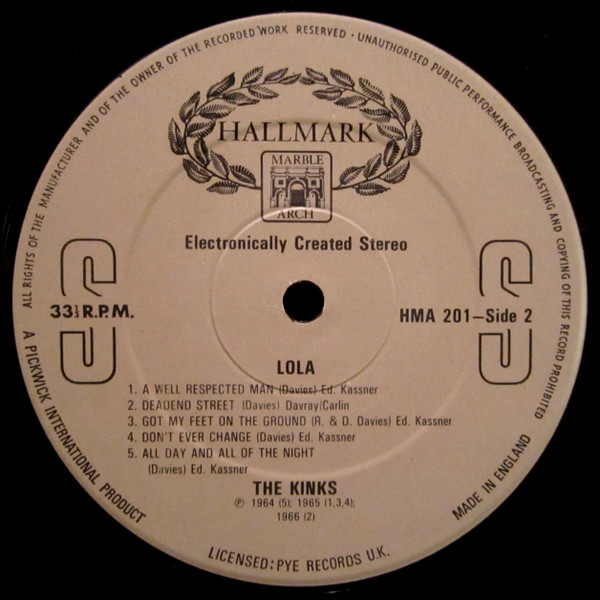 ALL RIGHTS OF THE MANUFACTURER AND OF THE OWNER OF THE RECORDED WORK RESERVED · UNAUTHORISED PUBLIC PERFORMANCE BROADCASTING AND COPYING OF THIS RECORD PROHIBITED
HALLMARK
MARBLE
ARCH
Electronically Created Stereo
S S
33⅓ R.P.M.
HMA 201–Side 2
LOLA
1. A WELL RESPECTED MAN (Davies) Ed. Kassner
2. DEADEND STREET (Davies) Davray/Carlin
3. GOT MY FEET ON THE GROUND (R. & D. Davies) Ed. Kassner
4. DON'T EVER CHANGE (Davies) Ed. Kassner
5. ALL DAY AND ALL OF THE NIGHT
(Davies) Ed. Kassner
THE KINKS
℗ 1964 (5); 1965 (1,3,4);
1966 (2)
A PICKWICK INTERNATIONAL PRODUCT
LICENSED: PYE RECORDS U.K.
MADE IN ENGLAND